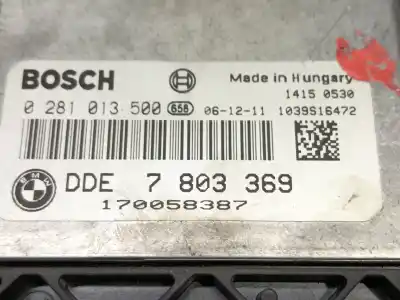 BOSCH Made in Hungary
1415 0530
0 281 013 500 658 06-12-11 1039S16472
BMW DDE 7 803 369
170058387